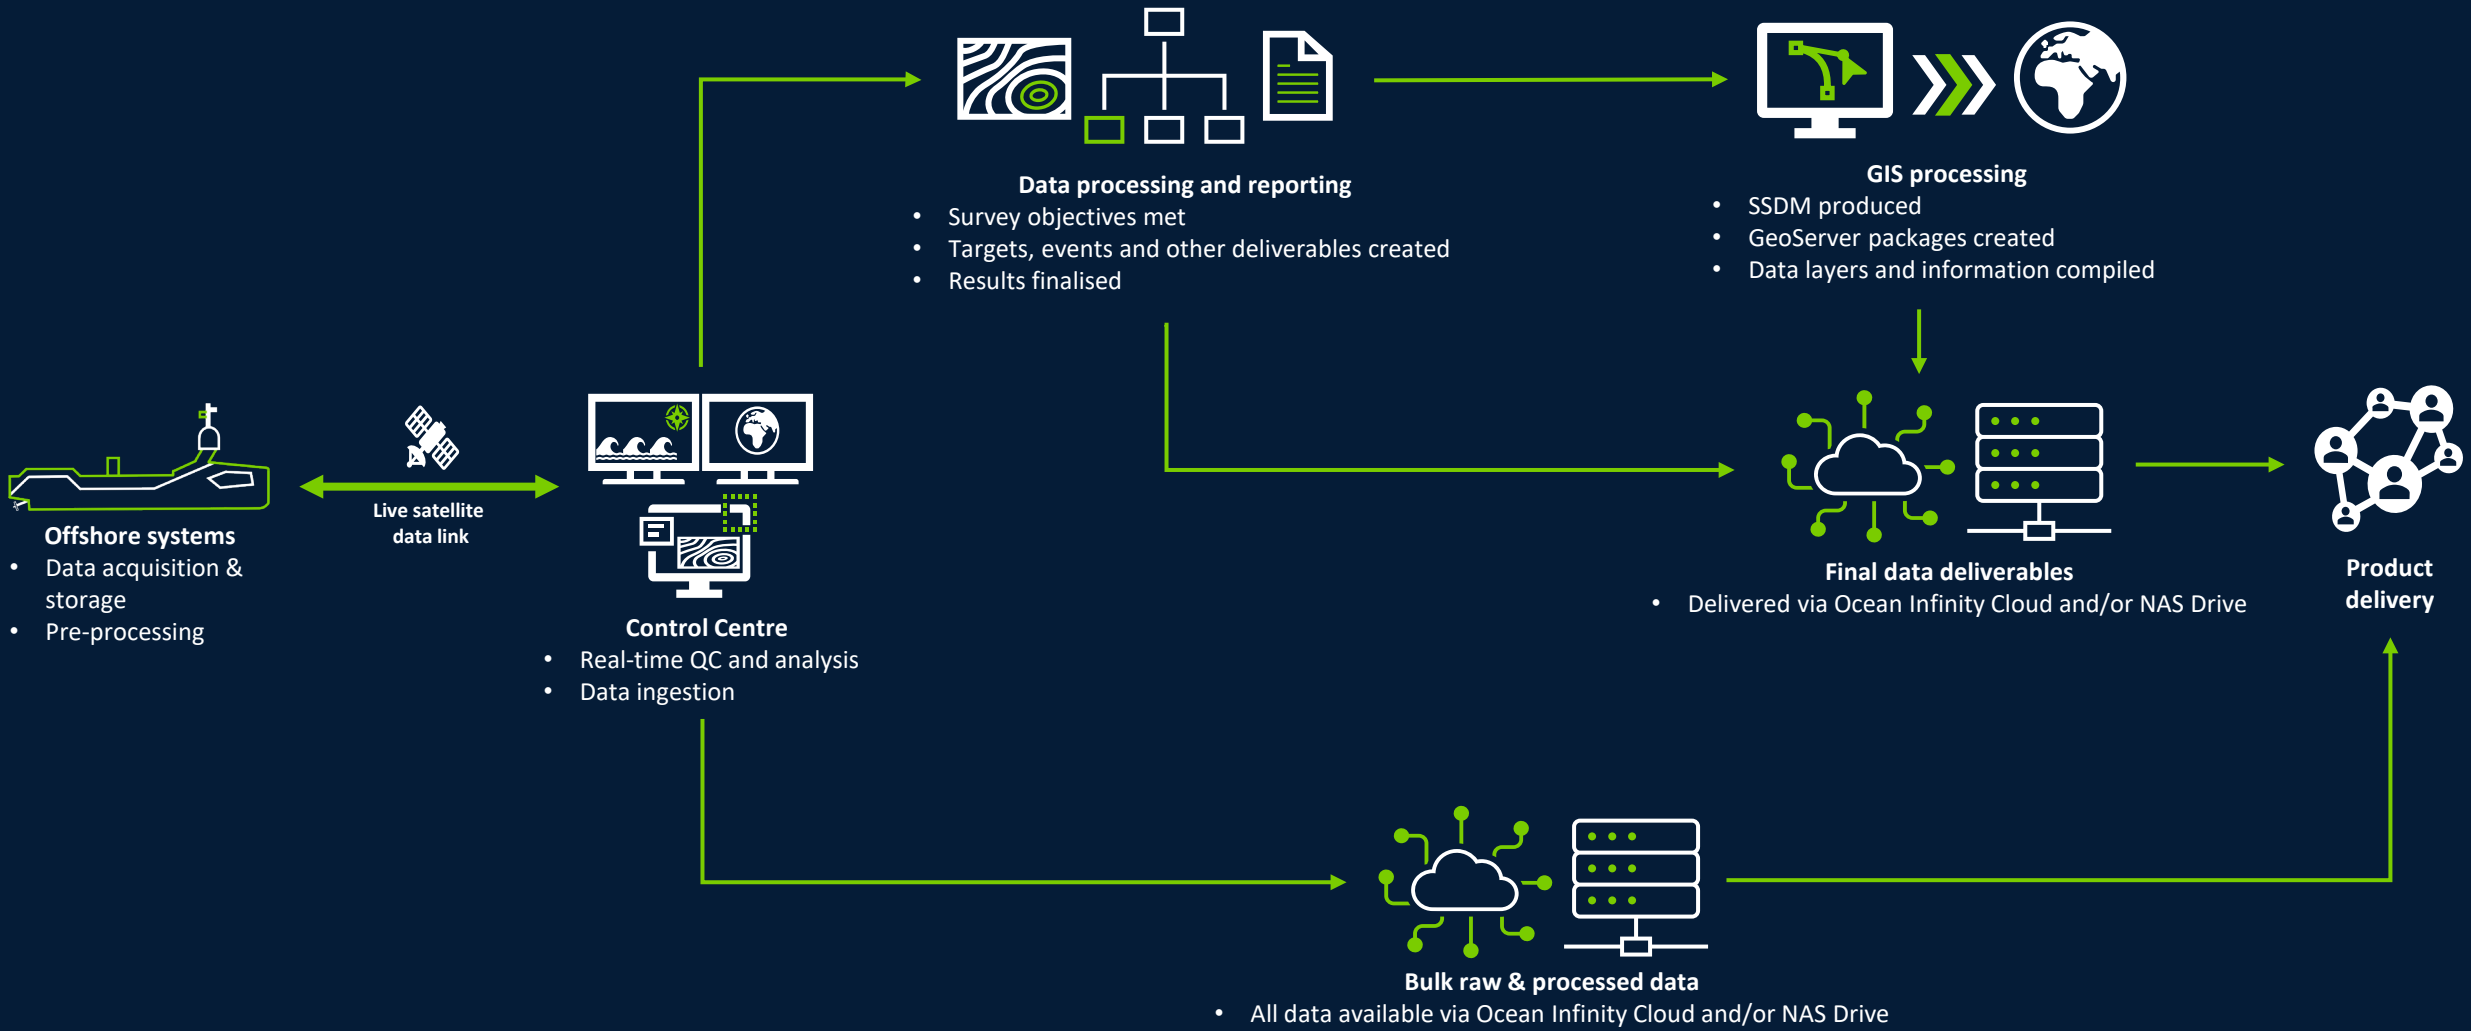 Data processing and reporting
• Survey objectives met
• Targets, events and other deliverables created
• Results finalised
GIS processing
• SSDM produced
• GeoServer packages created
• Data layers and information compiled
Offshore systems
• Data acquisition &
storage
• Pre-processing
Live satellite
data link
Control Centre
• Real-time QC and analysis
• Data ingestion
Final data deliverables
• Delivered via Ocean Infinity Cloud and/or NAS Drive
Product
delivery
Bulk raw & processed data
• All data available via Ocean Infinity Cloud and/or NAS Drive